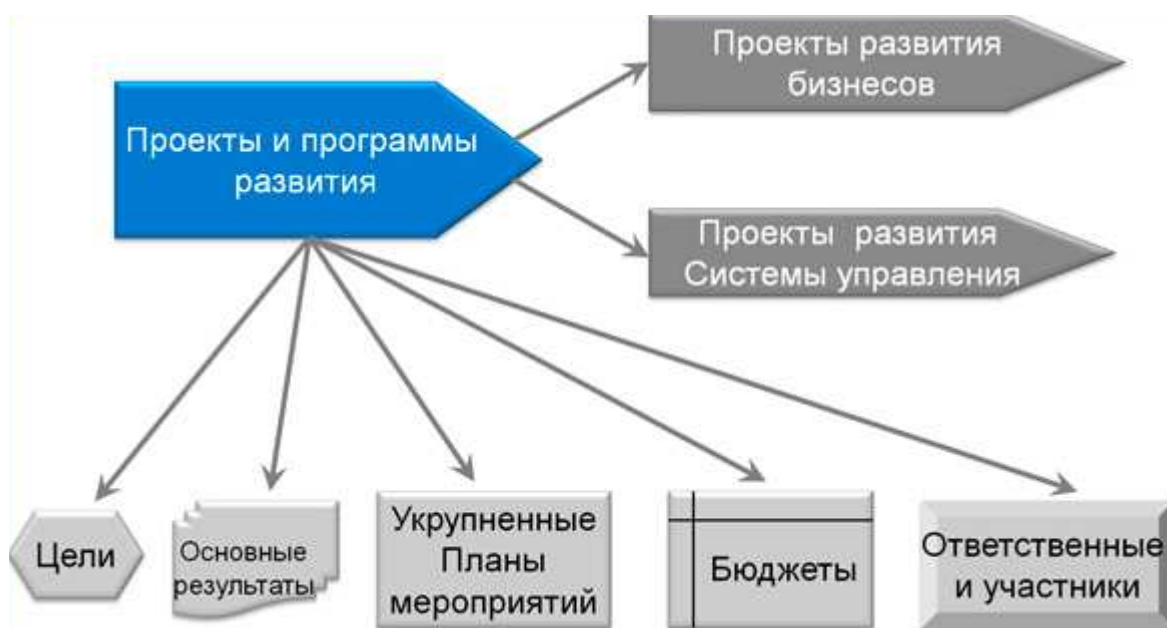 Проекты развития
бизнесов
Проекты и программы
развития
Проекты развития
Системы управления
Цели
Основные
результаты
Укрупненные
Планы
мероприятий
Бюджеты
Ответственные
и участники